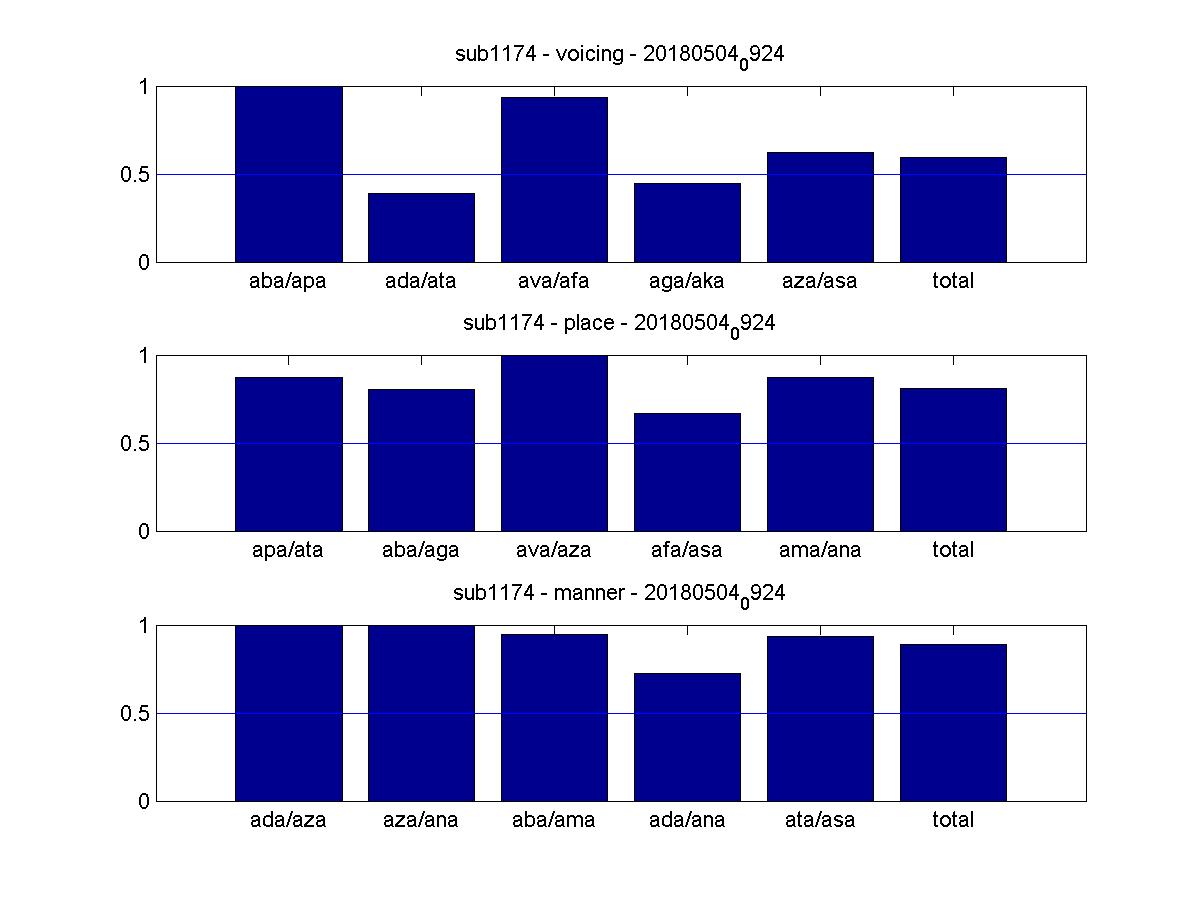 sub1174 - voicing - 20180504_0924
1
0.5
0
aba/apa ada/ata ava/afa aga/aka aza/asa total
sub1174 - place - 20180504_0924
1
0.5
0
apa/ata aba/aga ava/aza afa/asa ama/ana total
sub1174 - manner - 20180504_0924
1
0.5
0
ada/aza aza/ana aba/ama ada/ana ata/asa total